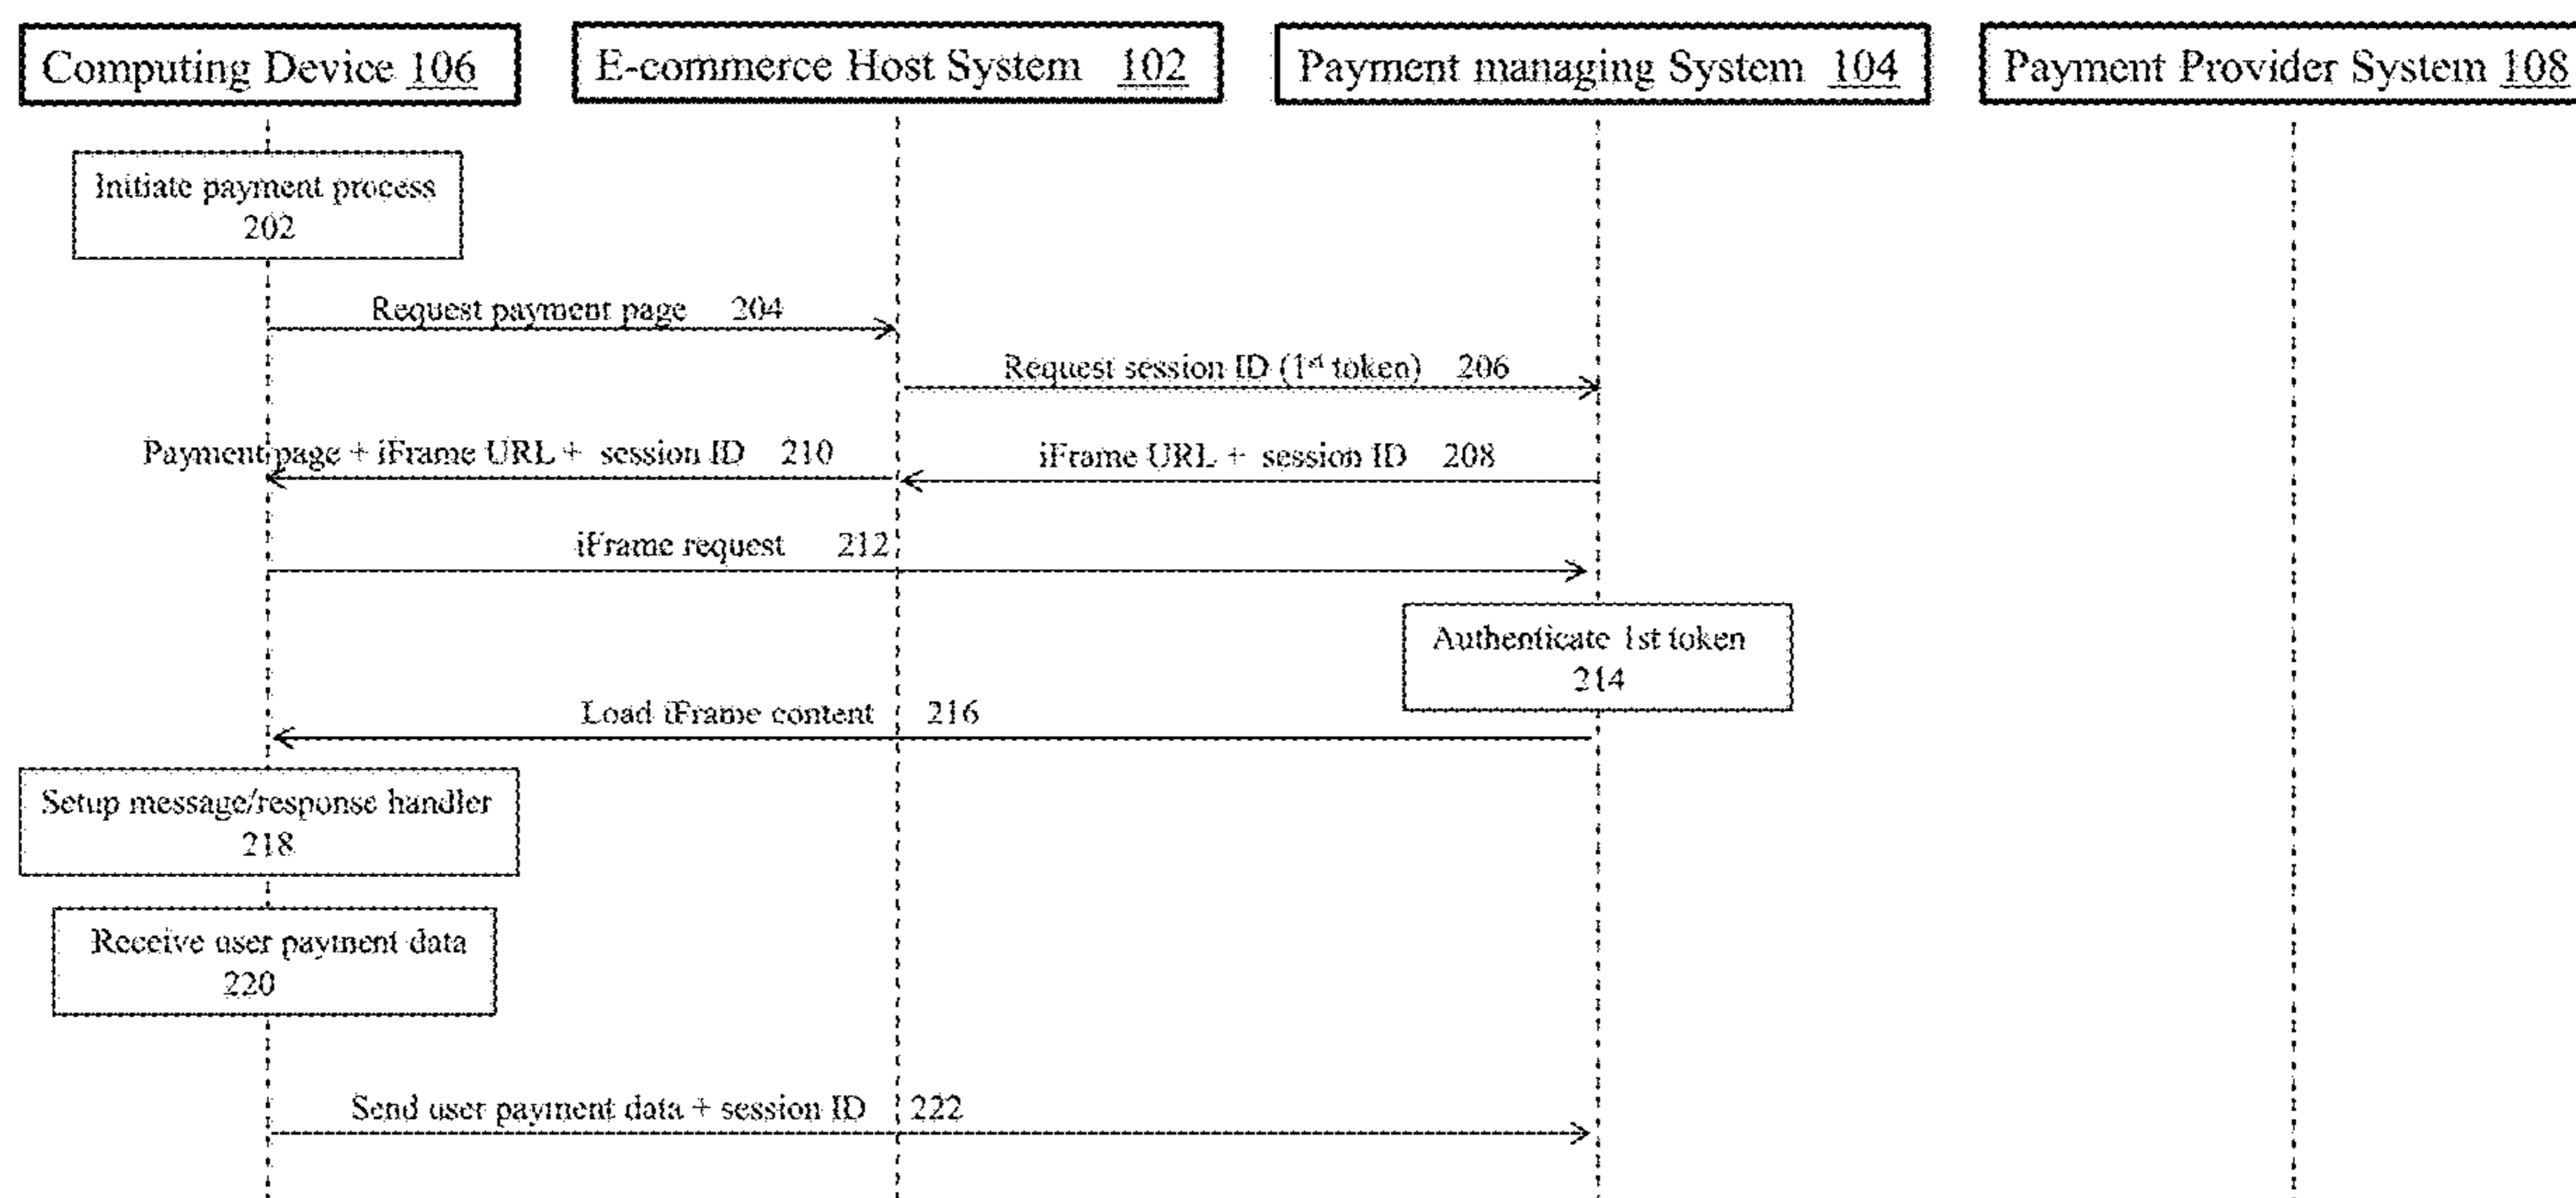 Computing Device 106
E-commerce Host System 102
Payment managing System 104
Payment Provider System 108
Initiate payment process
202
Request payment page 204
Request session ID (1st token) 206
Payment page + iFrame URL + session ID 210
iFrame URL + session ID 208
iFrame request 212
Authenticate 1st token
214
Load iFrame content 216
Setup message/response handler
218
Receive user payment data
220
Send user payment data + session ID 222